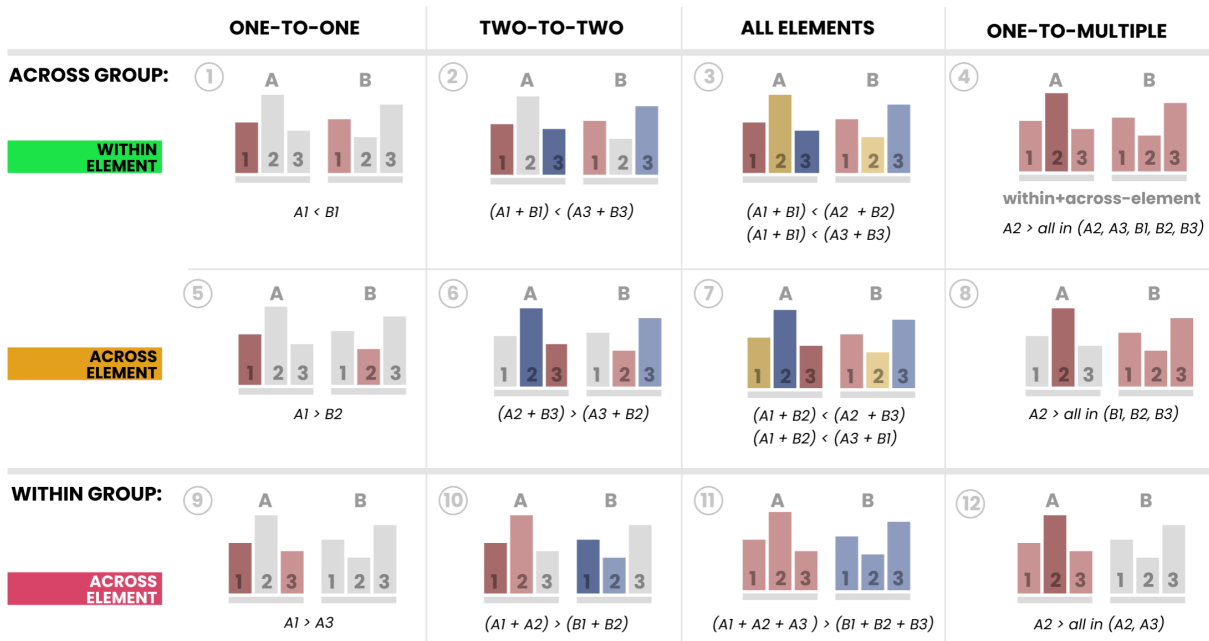 ONE-TO-ONE
TWO-TO-TWO
ALL ELEMENTS
ONE-TO-MULTIPLE
ACROSS GROUP:
WITHIN
ELEMENT
1
A
B
1 2 3
1 2 3
A1 < B1
2
A
B
1 2 3
1 2 3
(A1 + B1) < (A3 + B3)
3
A
B
1 2 3
1 2 3
(A1 + B1) < (A2 + B2)
(A1 + B1) < (A3 + B3)
4
A
B
1 2 3
1 2 3
within+across-element
A2 > all in (A2, A3, B1, B2, B3)
ACROSS
ELEMENT
5
A
B
1 2 3
1 2 3
A1 > B2
6
A
B
1 2 3
1 2 3
(A2 + B3) > (A3 + B2)
7
A
B
1 2 3
1 2 3
(A1 + B2) < (A2 + B3)
(A1 + B2) < (A3 + B1)
8
A
B
1 2 3
1 2 3
A2 > all in (B1, B2, B3)
WITHIN GROUP:
ACROSS
ELEMENT
9
A
B
1 2 3
1 2 3
A1 > A3
10
A
B
1 2 3
1 2 3
(A1 + A2) > (B1 + B2)
11
A
B
1 2 3
1 2 3
(A1 + A2 + A3 ) > (B1 + B2 + B3)
12
A
B
1 2 3
1 2 3
A2 > all in (A2, A3)